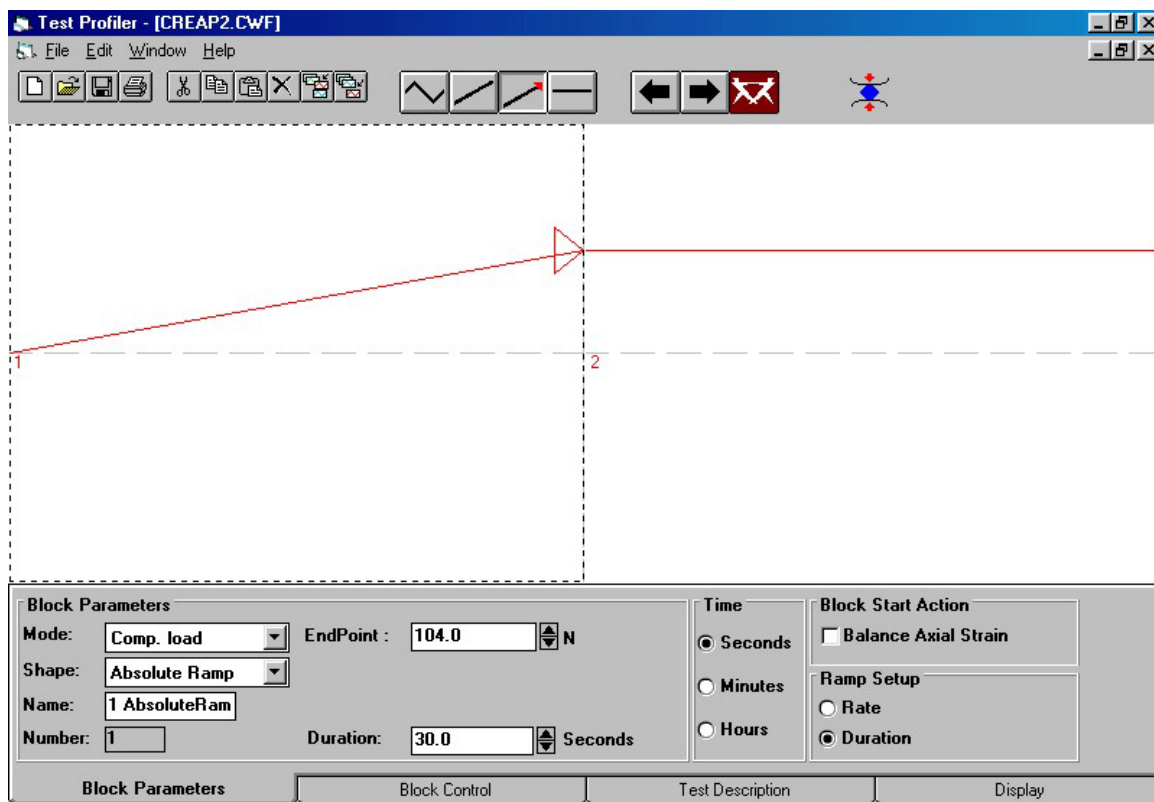 Test Profiler - [CREAP2.CWF]
File Edit Window Help
1 2
Block Parameters
Mode: Comp. load EndPoint : 104.0 N
Shape: Absolute Ramp
Name: 1 AbsoluteRam
Number: 1 Duration: 30.0 Seconds
Time
Seconds
Minutes
Hours
Block Start Action
Balance Axial Strain
Ramp Setup
Rate
Duration
Block Parameters Block Control Test Description Display